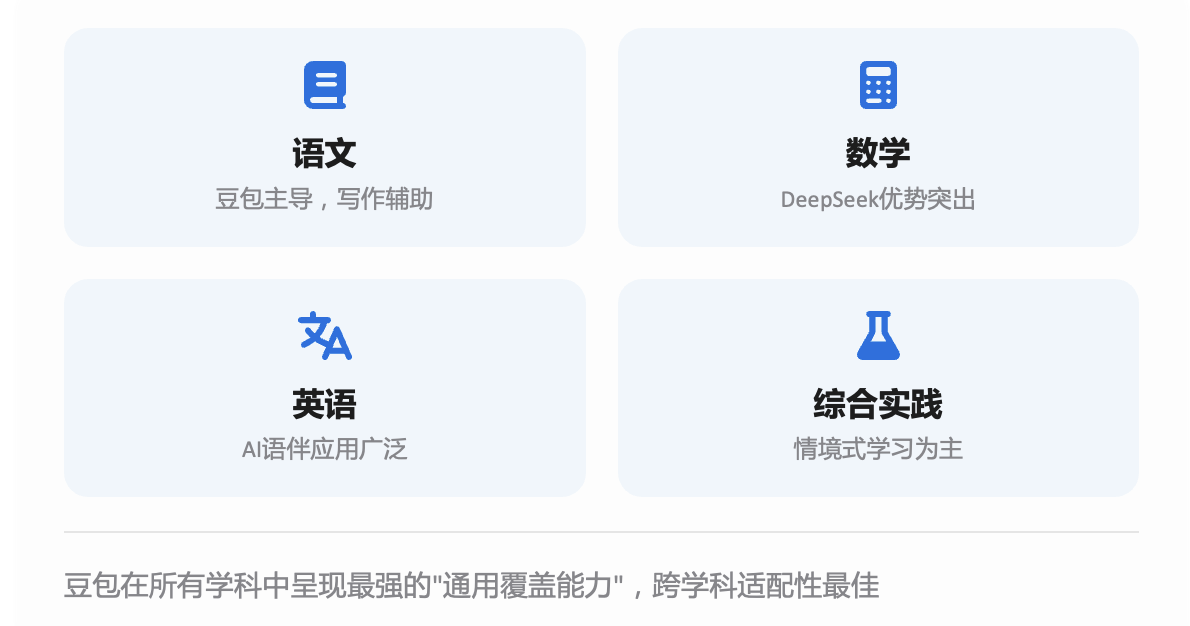 语文
豆包主导，写作辅助
数学
DeepSeek优势突出
英语
AI语伴应用广泛
综合实践
情境式学习为主
豆包在所有学科中呈现最强的"通用覆盖能力"，跨学科适配性最佳